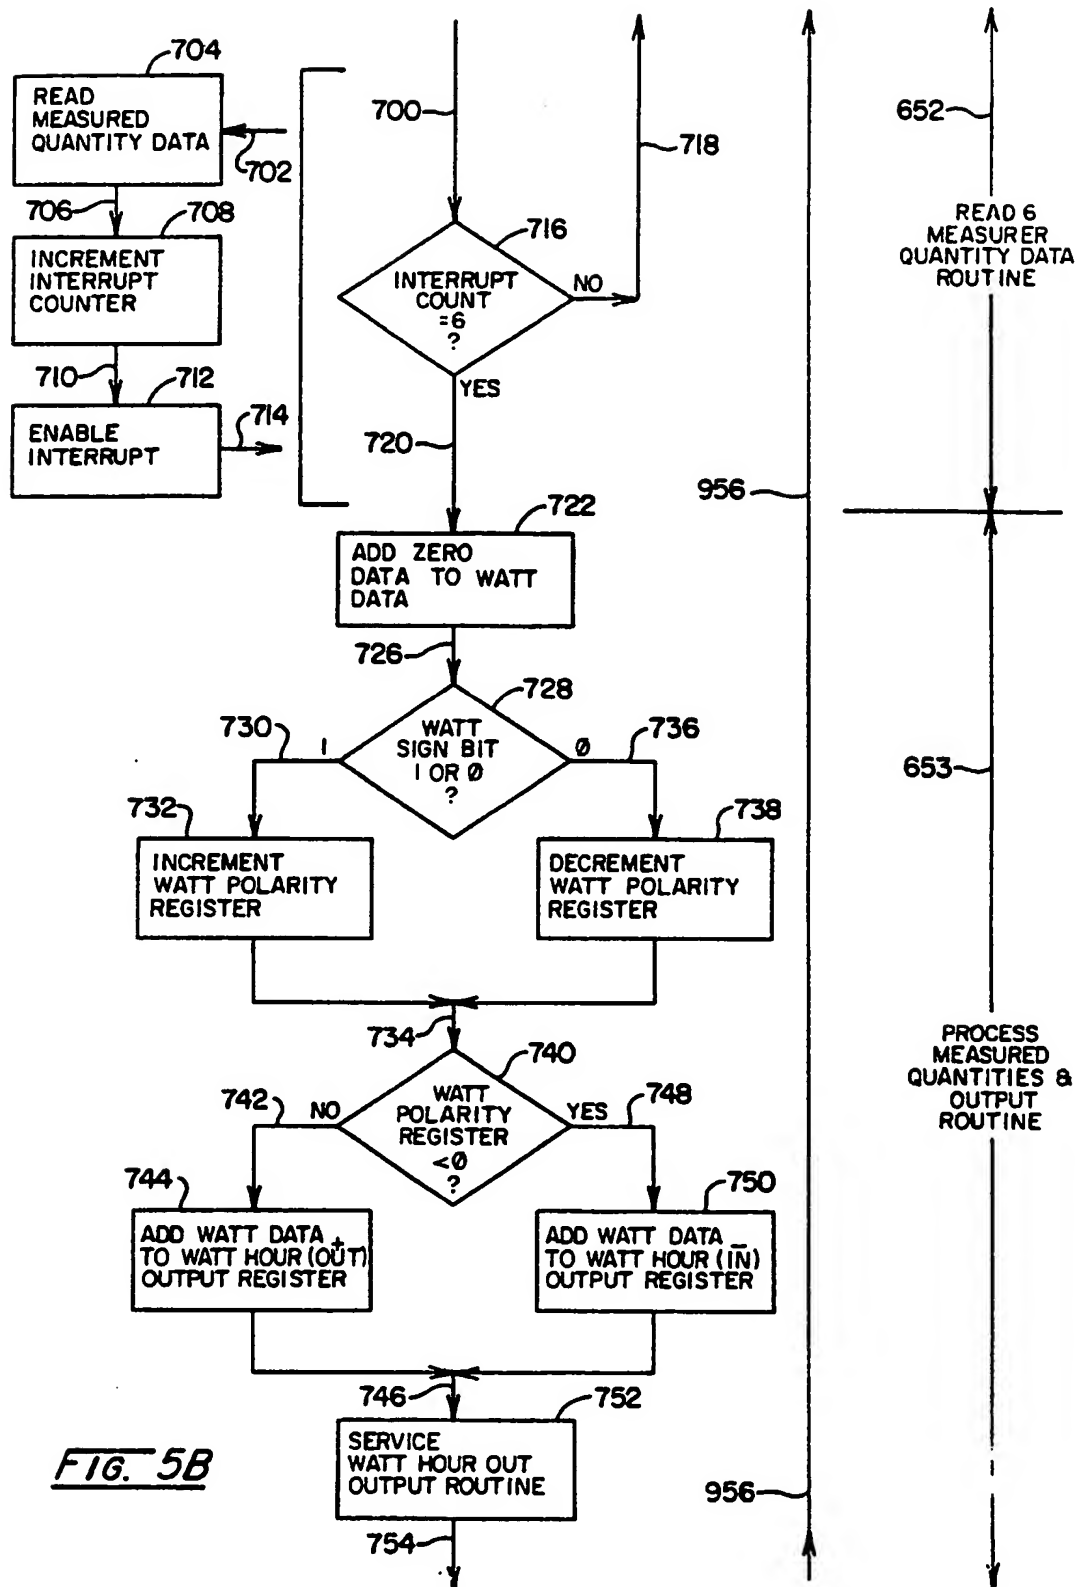 704
READ
MEASURED
QUANTITY DATA
702
706
708
INCREMENT
INTERRUPT
COUNTER
710
712
ENABLE
INTERRUPT
714
700
718
716
INTERRUPT
COUNT
=6
?
NO
YES
720
722
ADD ZERO
DATA TO WATT
DATA
726
728
WATT
SIGN BIT
1 OR 0
?
730
1
0
736
732
INCREMENT
WATT POLARITY
REGISTER
738
DECREMENT
WATT POLARITY
REGISTER
734
740
WATT
POLARITY
REGISTER
<0
?
742
NO
YES
748
744
ADD WATT DATA +
TO WATT HOUR (OUT)
OUTPUT REGISTER
750
ADD WATT DATA –
TO WATT HOUR (IN)
OUTPUT REGISTER
746
752
SERVICE
WATT HOUR OUT
OUTPUT ROUTINE
754
956
956
652
READ 6
MEASURER
QUANTITY DATA
ROUTINE
653
PROCESS
MEASURED
QUANTITIES &
OUTPUT
ROUTINE
FIG. 5B